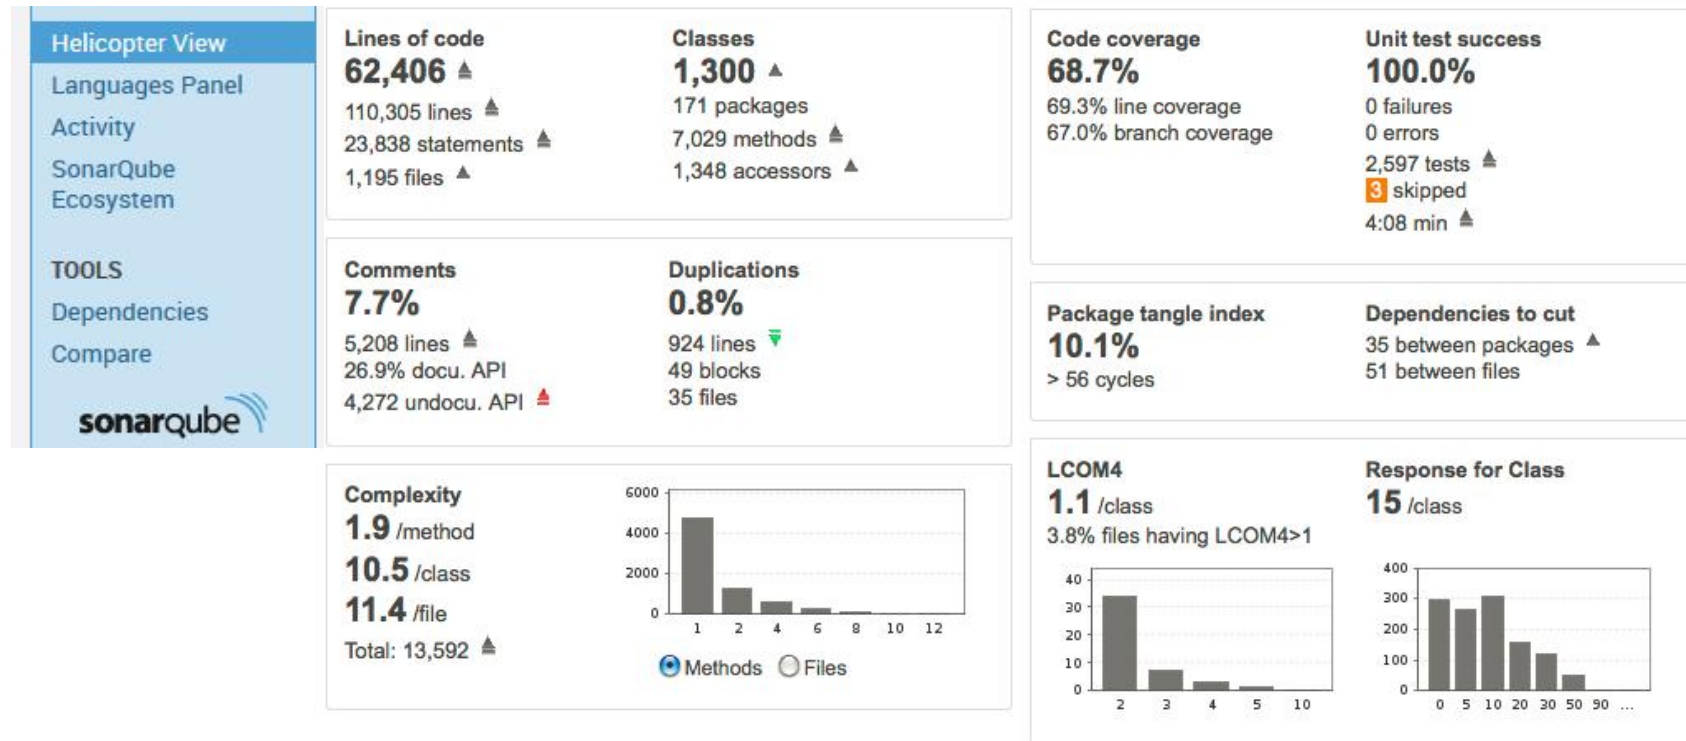 Helicopter View
Languages Panel
Activity
SonarQube
Ecosystem
TOOLS
Dependencies
Compare
sonarqube
Lines of code
62,406
110,305 lines
23,838 statements
1,195 files
Classes
1,300
171 packages
7,029 methods
1,348 accessors
Comments
7.7%
5,208 lines
26.9% docu. API
4,272 undocu. API
Duplications
0.8%
924 lines
49 blocks
35 files
Complexity
1.9 /method
10.5 /class
11.4 /file
Total: 13,592
6000
4000
2000
0
1 2 4 6 8 10 12
Methods Files
Code coverage
68.7%
69.3% line coverage
67.0% branch coverage
Unit test success
100.0%
0 failures
0 errors
2,597 tests
3 skipped
4:08 min
Package tangle index
10.1%
> 56 cycles
Dependencies to cut
35 between packages
51 between files
LCOM4
1.1 /class
3.8% files having LCOM4>1
40
30
20
10
0
2 3 4 5 10
Response for Class
15 /class
400
300
200
100
0
0 5 10 20 30 50 90 ...